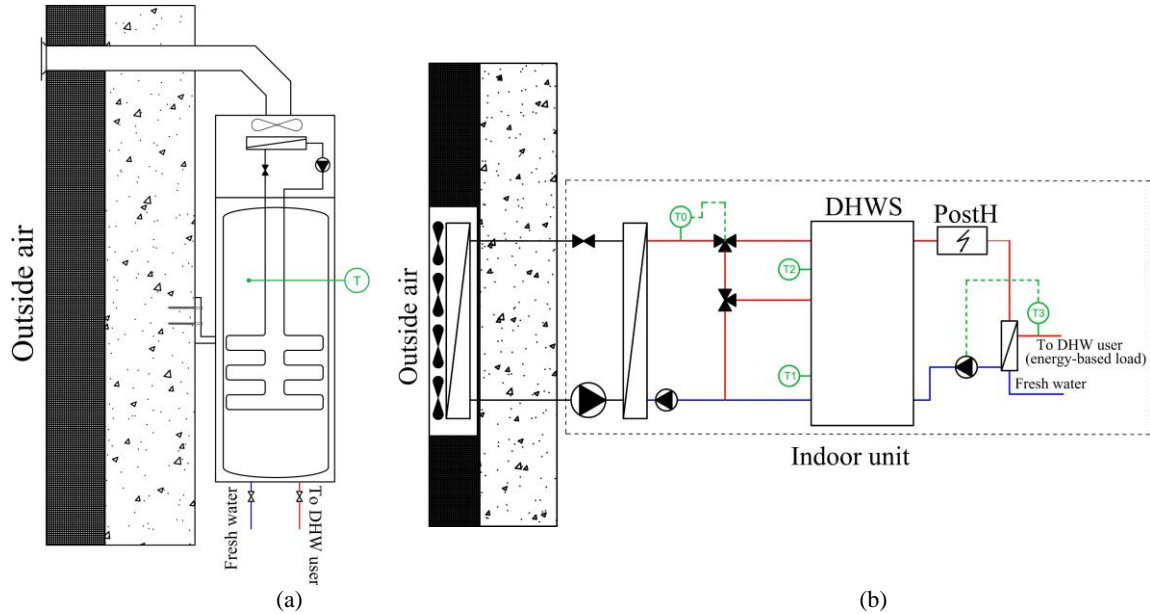 Outside air
T
Fresh water
To DHW user
(a)
Outside air
T0
DHWS
PostH
T2
T3
To DHW user
(energy-based load)
T1
Fresh water
Indoor unit
(b)